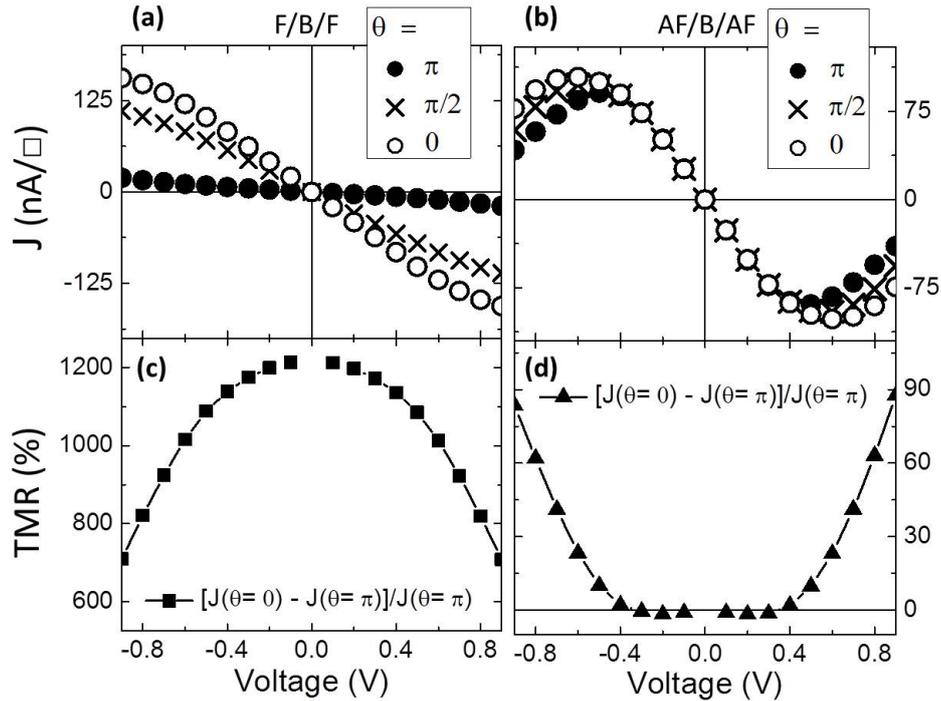 (a) F/B/F
θ =
π
π/2
0
J (nA/□)
125
0
-125
(b) AF/B/AF
θ =
π
π/2
0
75
0
-75
(c)
TMR (%)
1200
1000
800
600
[J(θ= 0) - J(θ= π)]/J(θ= π)
-0.8 -0.4 0.0 0.4 0.8
Voltage (V)
(d)
[J(θ= 0) - J(θ= π)]/J(θ= π)
90
60
30
0
-0.8 -0.4 0.0 0.4 0.8
Voltage (V)